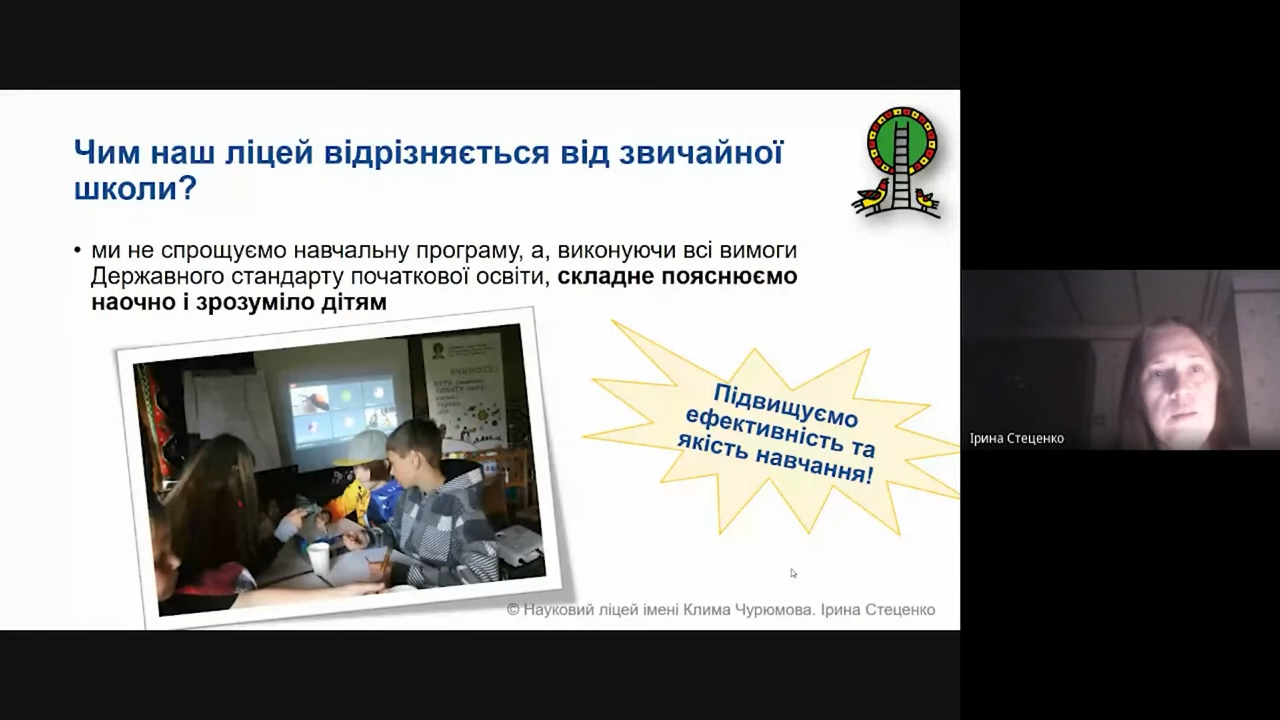 Чим наш ліцей відрізняється від звичайної
школи?
• ми не спрощуємо навчальну програму, а, виконуючи всі вимоги
Державного стандарту початкової освіти, складне пояснюємо
наочно і зрозуміло дітям
Підвищуємо
ефективність та
якість навчання!
© Науковий ліцей імені Клима Чурюмова. Ірина Стеценко
Ірина Стеценко